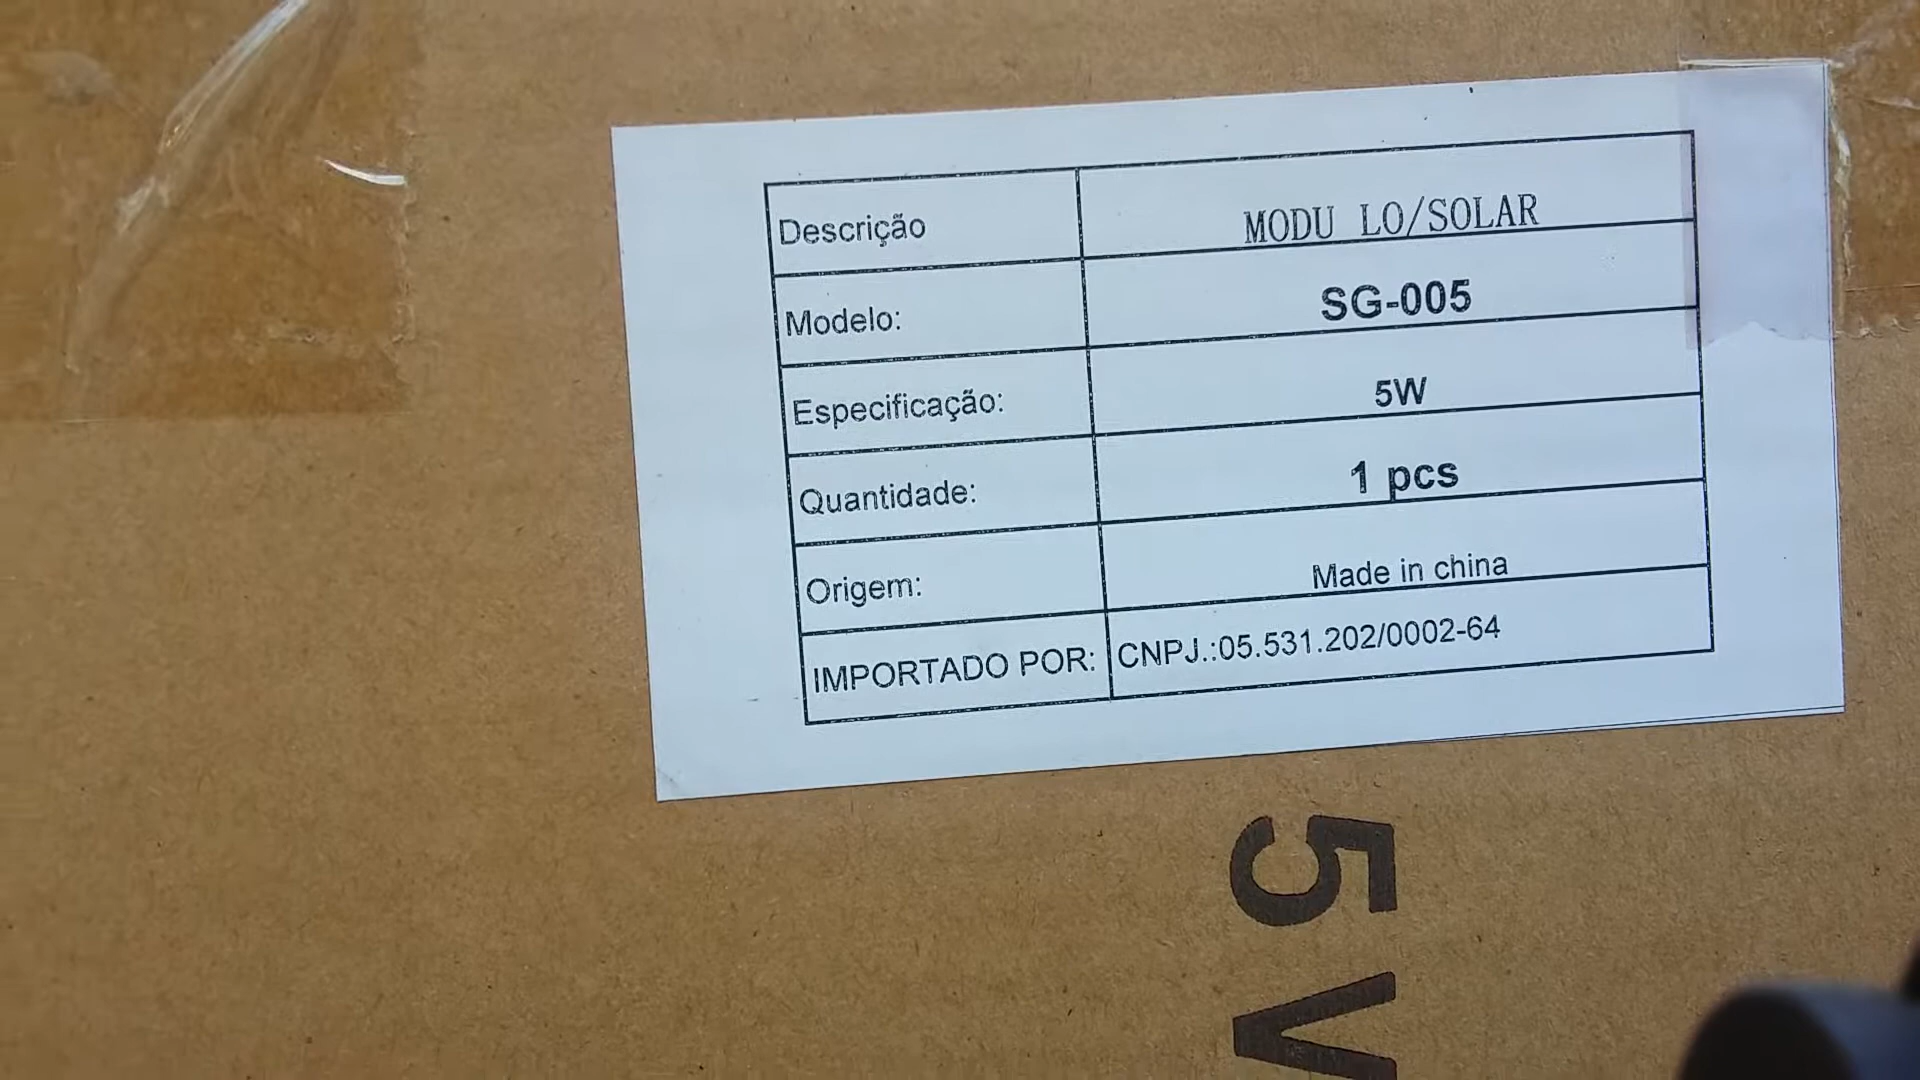 Descrição MODU LO/SOLAR
Modelo: SG-005
Especificação: 5W
Quantidade: 1 pcs
Origem: Made in china
IMPORTADO POR: CNPJ.:05.531.202/0002-64
5